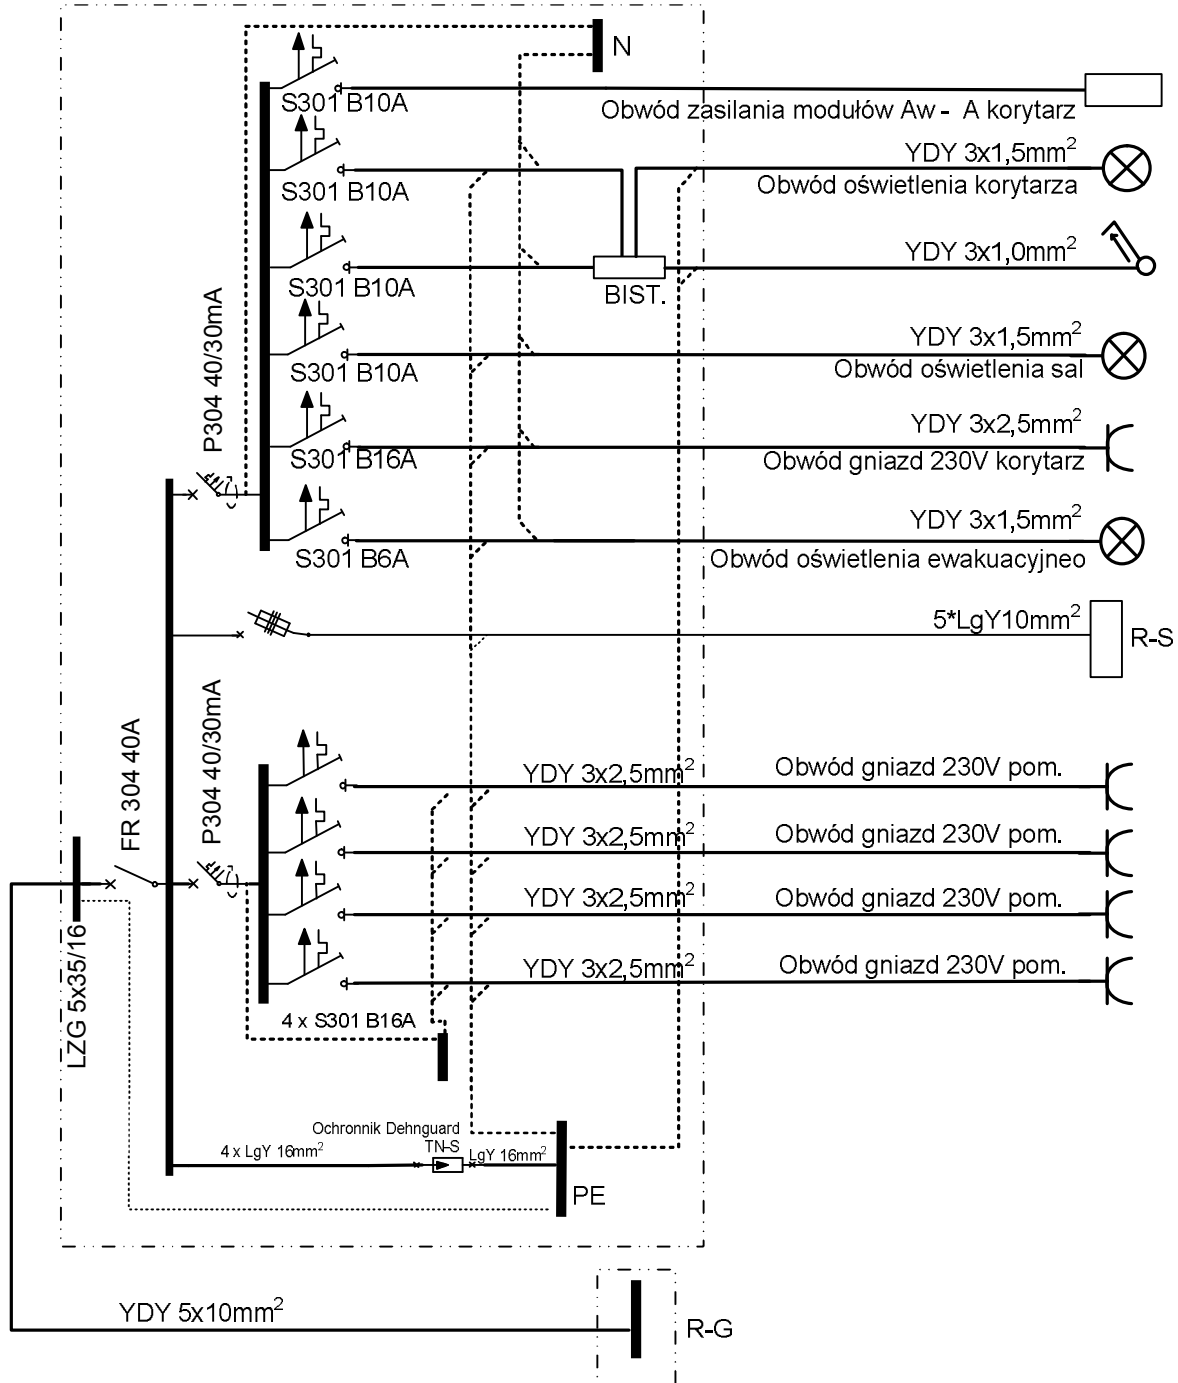 N
S301 B10A
Obwód zasilania modułów Aw - A korytarz
YDY 3x1,5mm²
S301 B10A
Obwód oświetlenia korytarza
YDY 3x1,0mm²
S301 B10A
BIST.
P304 40/30mA
YDY 3x1,5mm²
S301 B10A
Obwód oświetlenia sal
YDY 3x2,5mm²
S301 B16A
Obwód gniazd 230V korytarz
YDY 3x1,5mm²
S301 B6A
Obwód oświetlenia ewakuacyjneo
5*LgY10mm²
R-S
FR 304 40A
P304 40/30mA
YDY 3x2,5mm²
Obwód gniazd 230V pom.
YDY 3x2,5mm²
Obwód gniazd 230V pom.
YDY 3x2,5mm²
Obwód gniazd 230V pom.
YDY 3x2,5mm²
Obwód gniazd 230V pom.
LZG 5x35/16
4 x S301 B16A
Ochronnik Dehnguard
TN-S
4 x LgY 16mm²
LgY 16mm²
PE
YDY 5x10mm²
R-G